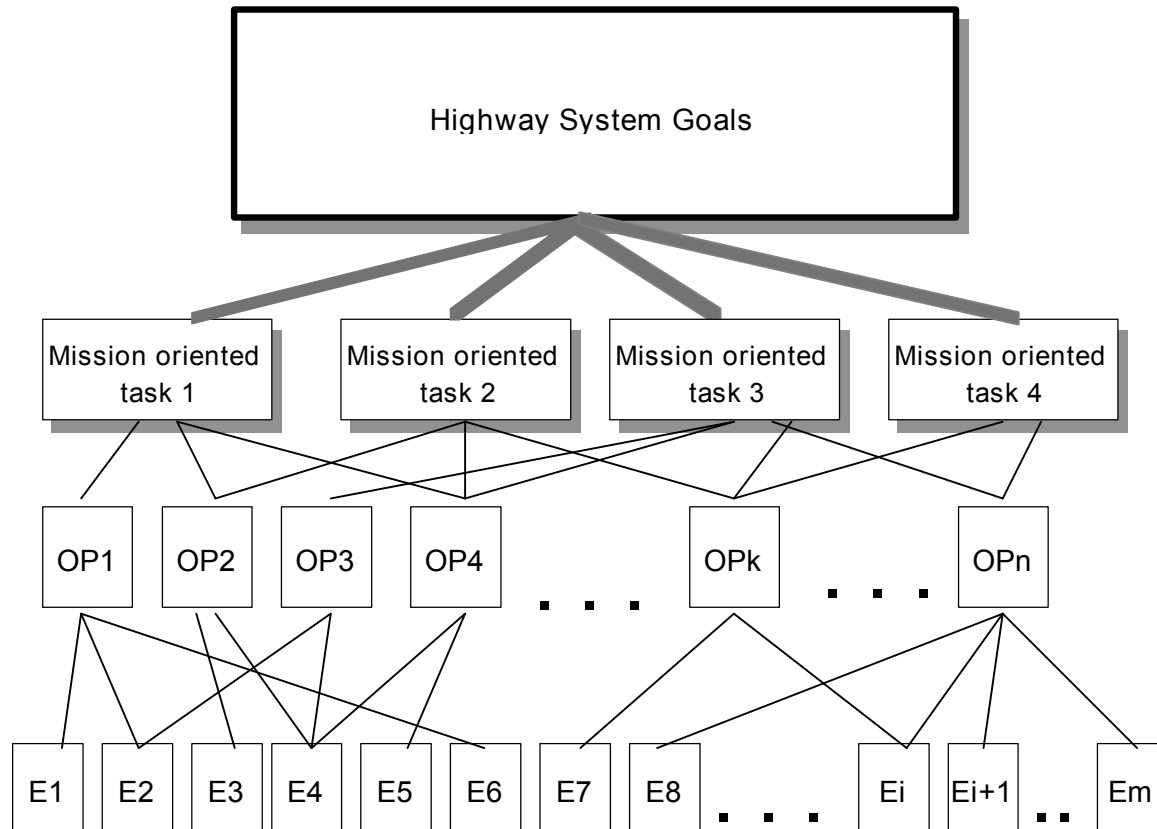 Highway System Goals
Mission oriented
task 1
Mission oriented
task 2
Mission oriented
task 3
Mission oriented
task 4
OP1
OP2
OP3
OP4
. . .
OPk
. . .
OPn
E1
E2
E3
E4
E5
E6
E7
E8
. . .
Ei
Ei+1
. .
Em